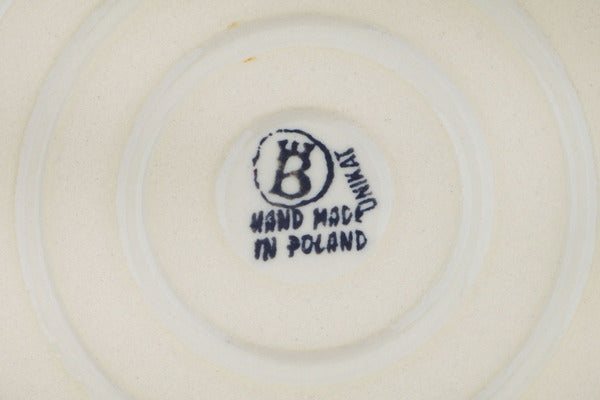 B
UNIKAT
HAND MADE
IN POLAND